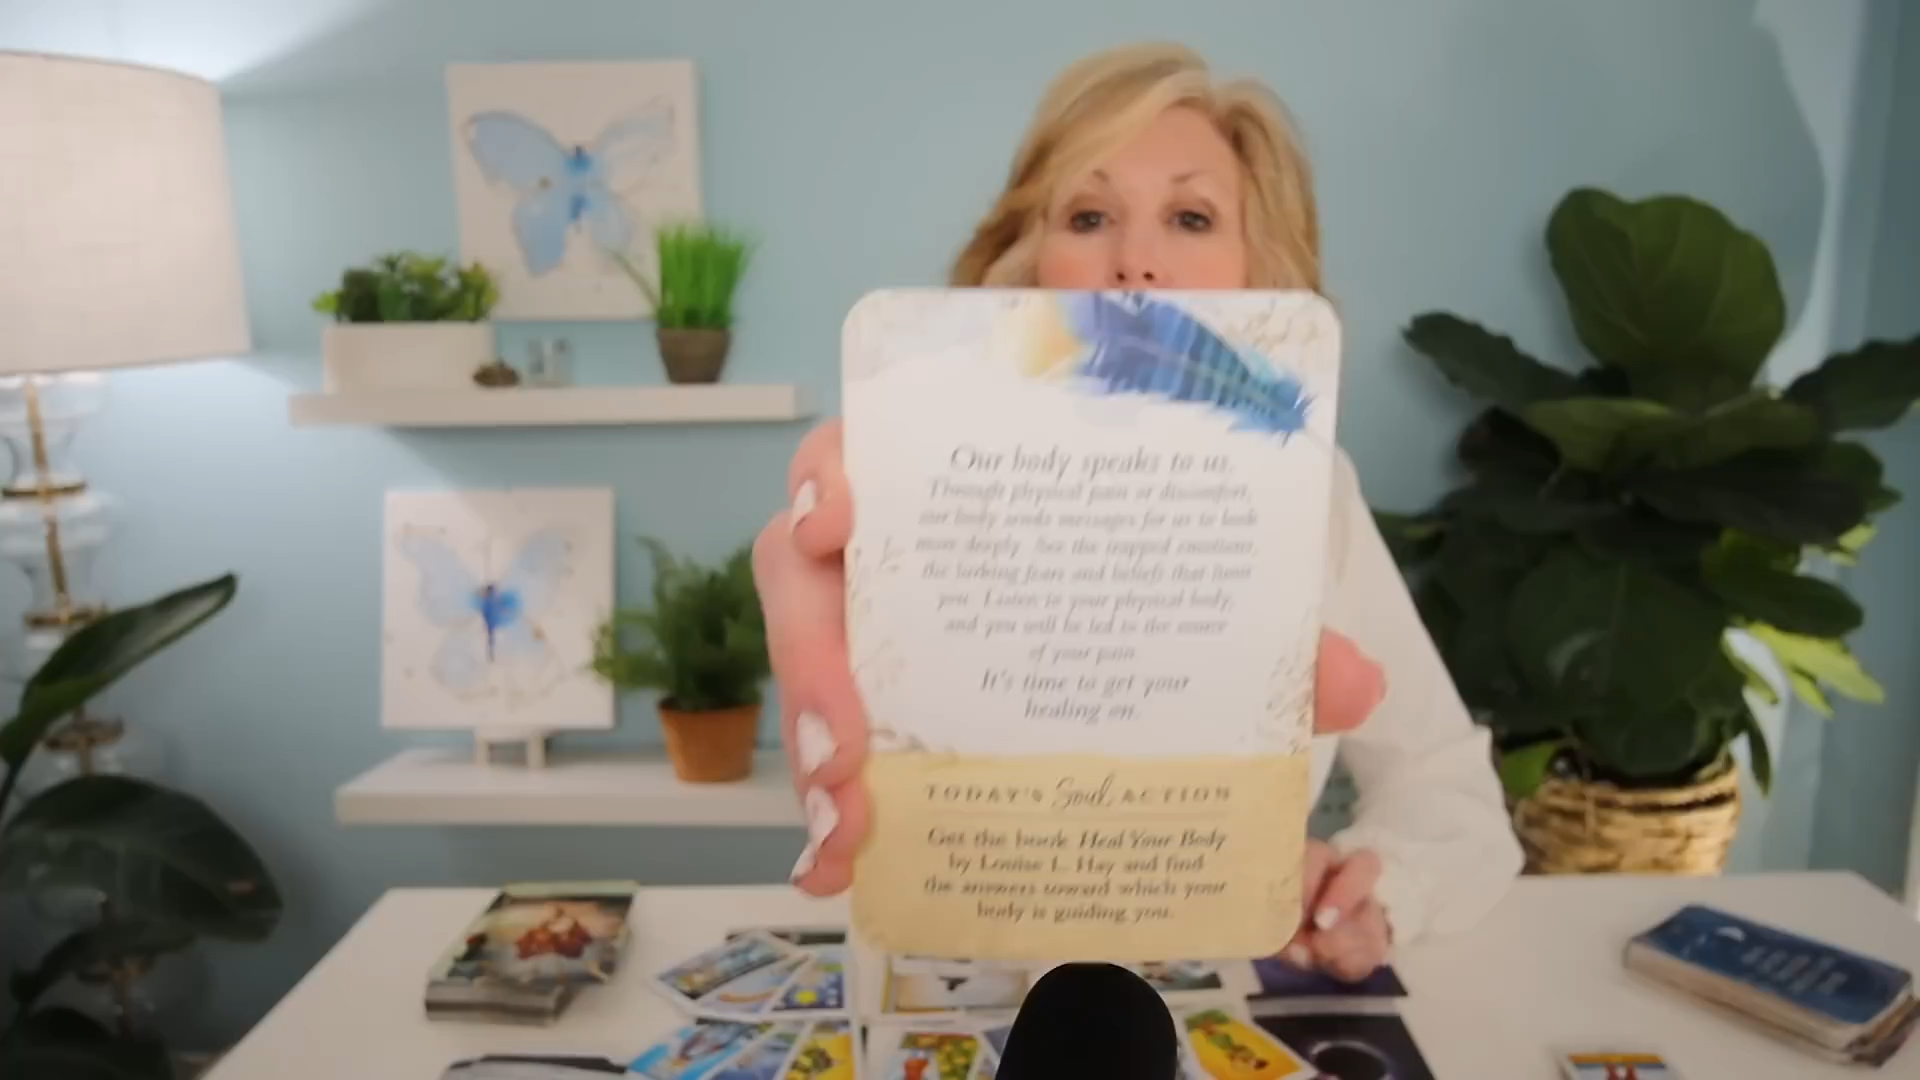 Our body speaks to us.
Through physical pain or discomfort,
our body sends messages for us to look
more deeply. See the trapped emotions,
the lurking fears and beliefs that limit
you. Listen to your physical body,
and you will be led to the source
of your pain.
It's time to get your
healing on.
TODAY'S Soul ACTION
Get the book Heal Your Body
by Louise L. Hay and find
the answers toward which your
body is guiding you.